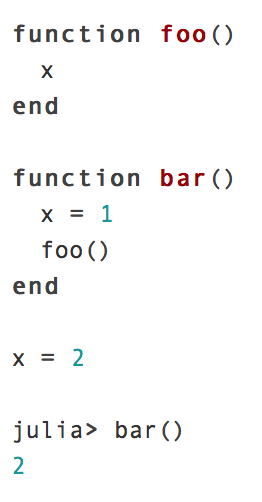 function foo()
  x
end

function bar()
  x = 1
  foo()
end

x = 2

julia> bar()
2